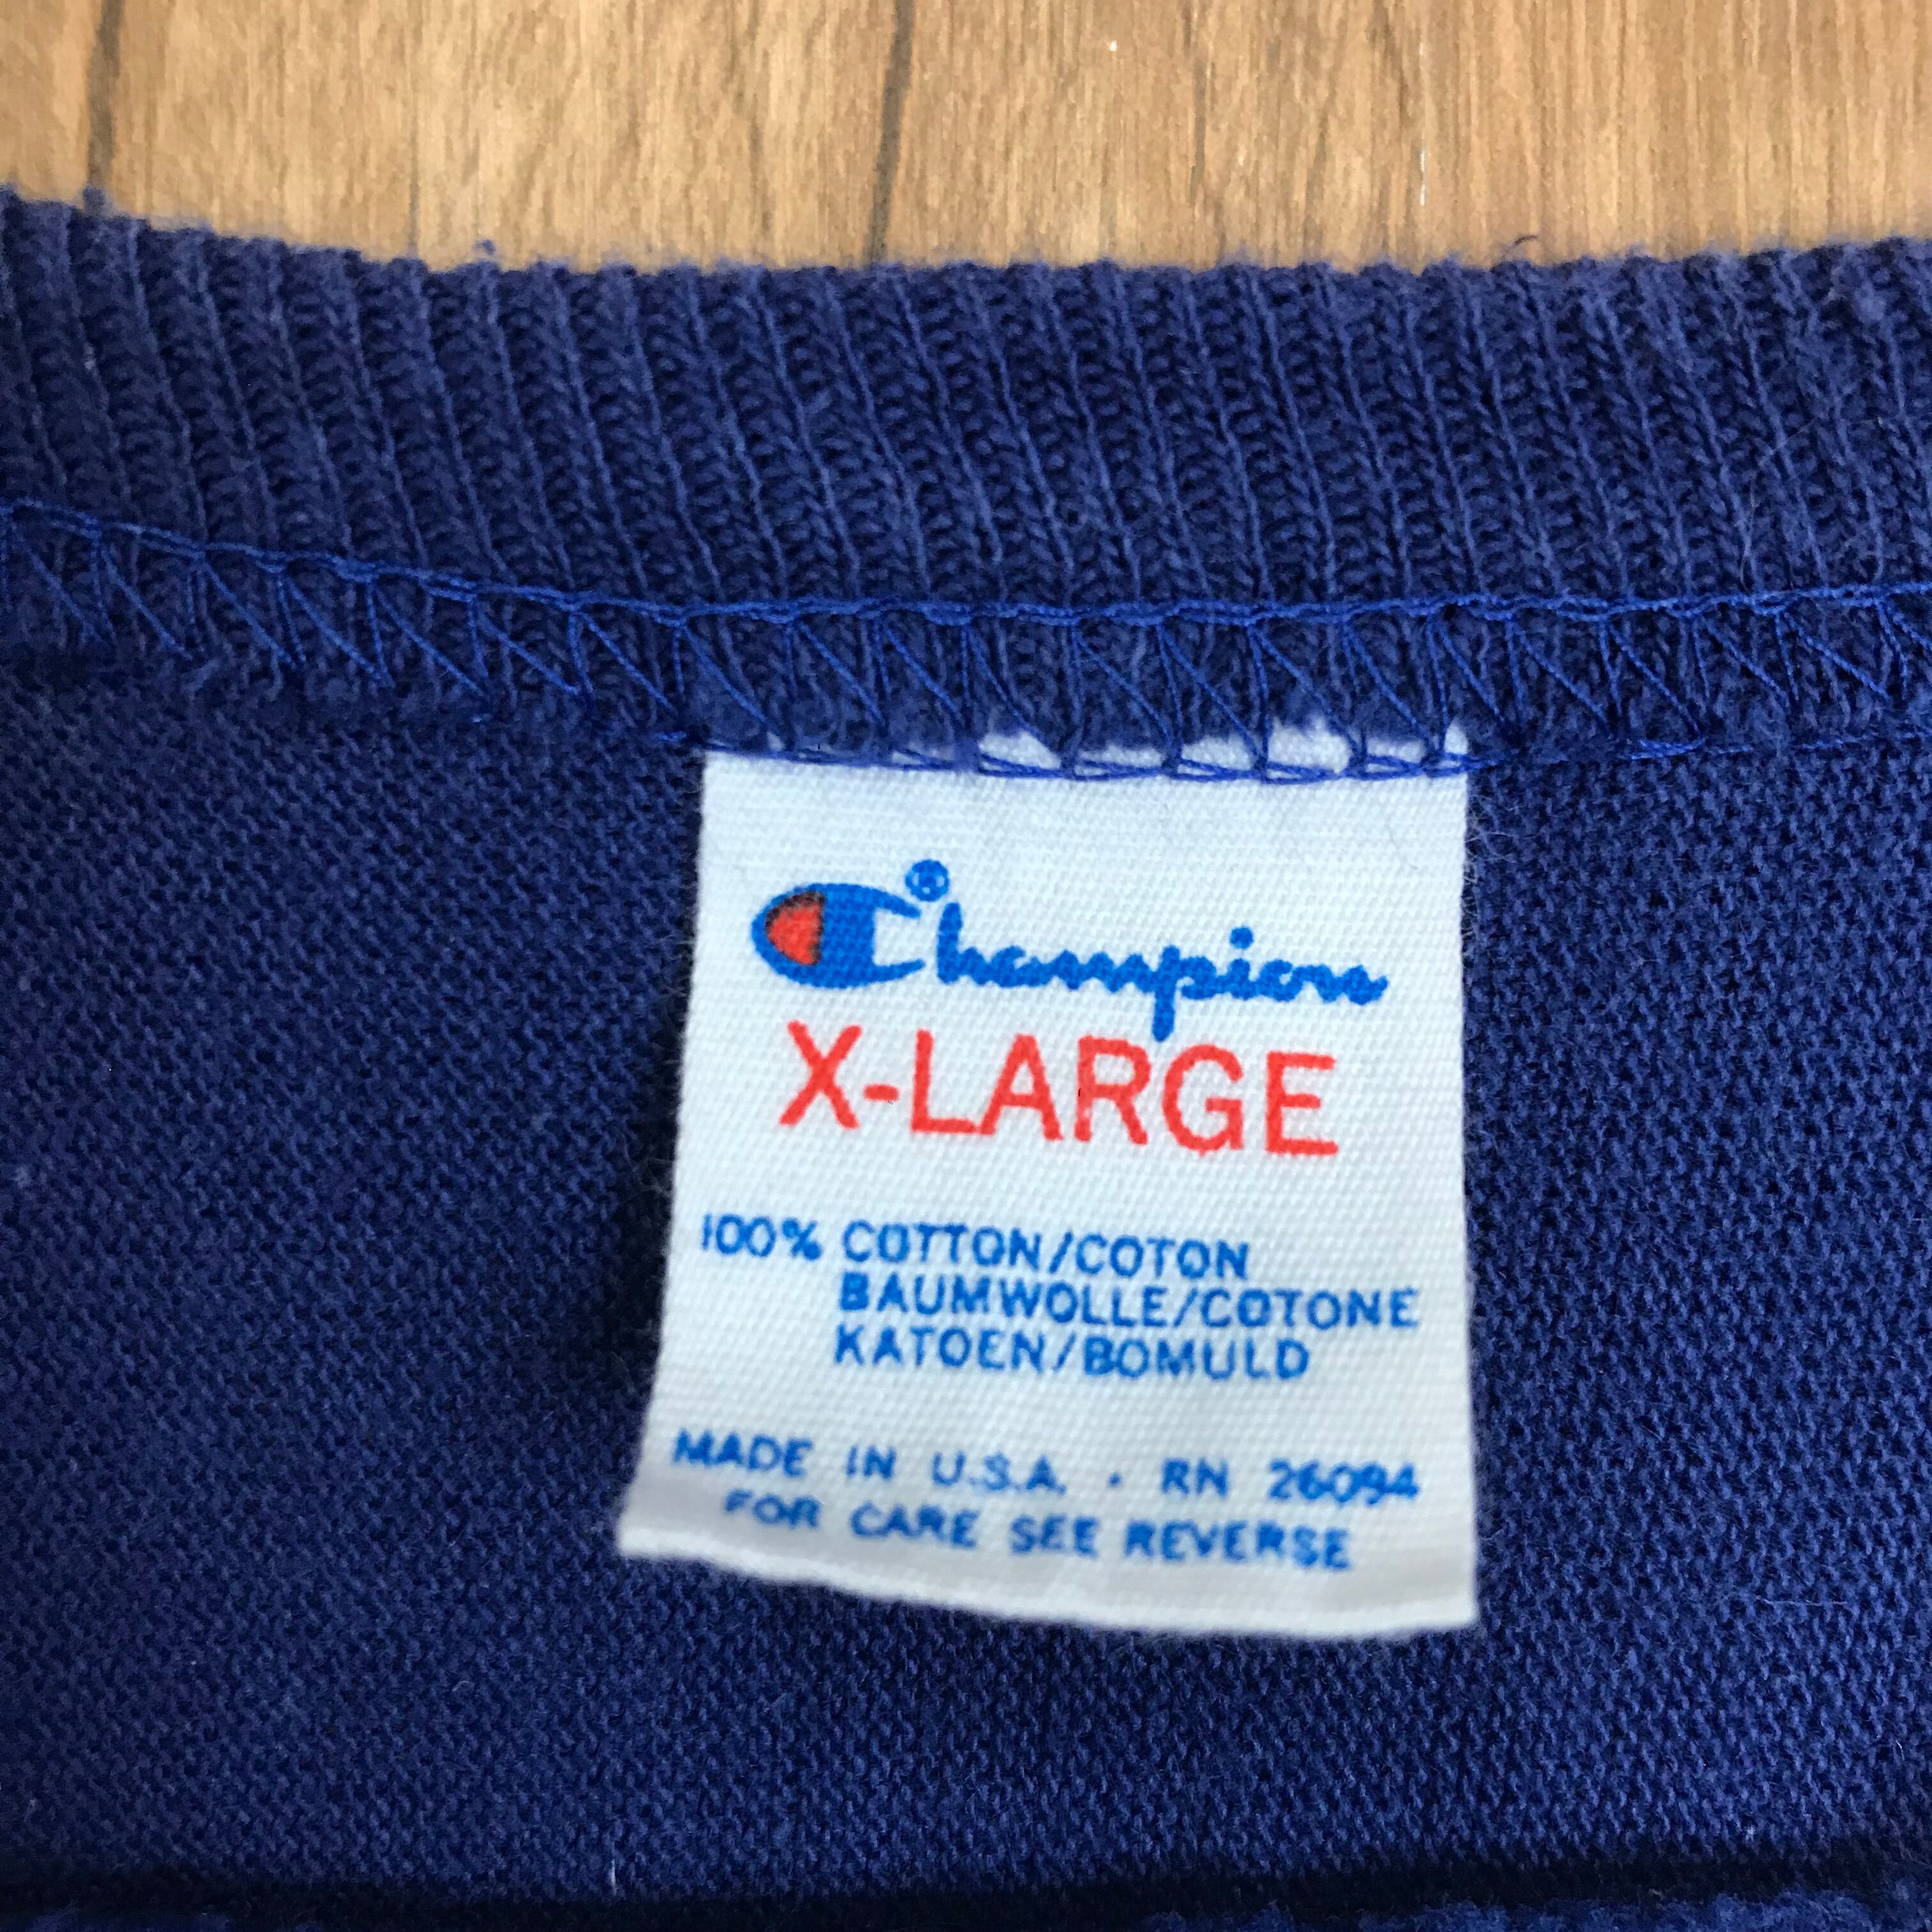 Champion®
X-LARGE
100% COTTON/COTON
BAUMWOLLE/COTONE
KATOEN/BOMULD
MADE IN U.S.A. · RN 26094
FOR CARE SEE REVERSE